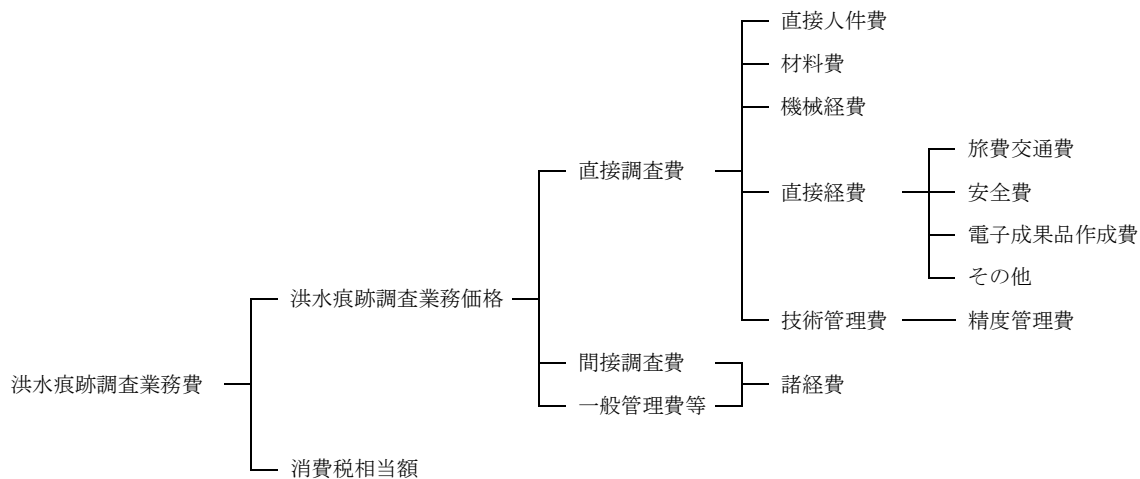 直接人件費
材料費
機械経費
旅費交通費
直接調査費
直接経費
安全費
電子成果品作成費
その他
洪水痕跡調査業務価格
技術管理費
精度管理費
間接調査費
洪水痕跡調査業務費
諸経費
一般管理費等
消費税相当額